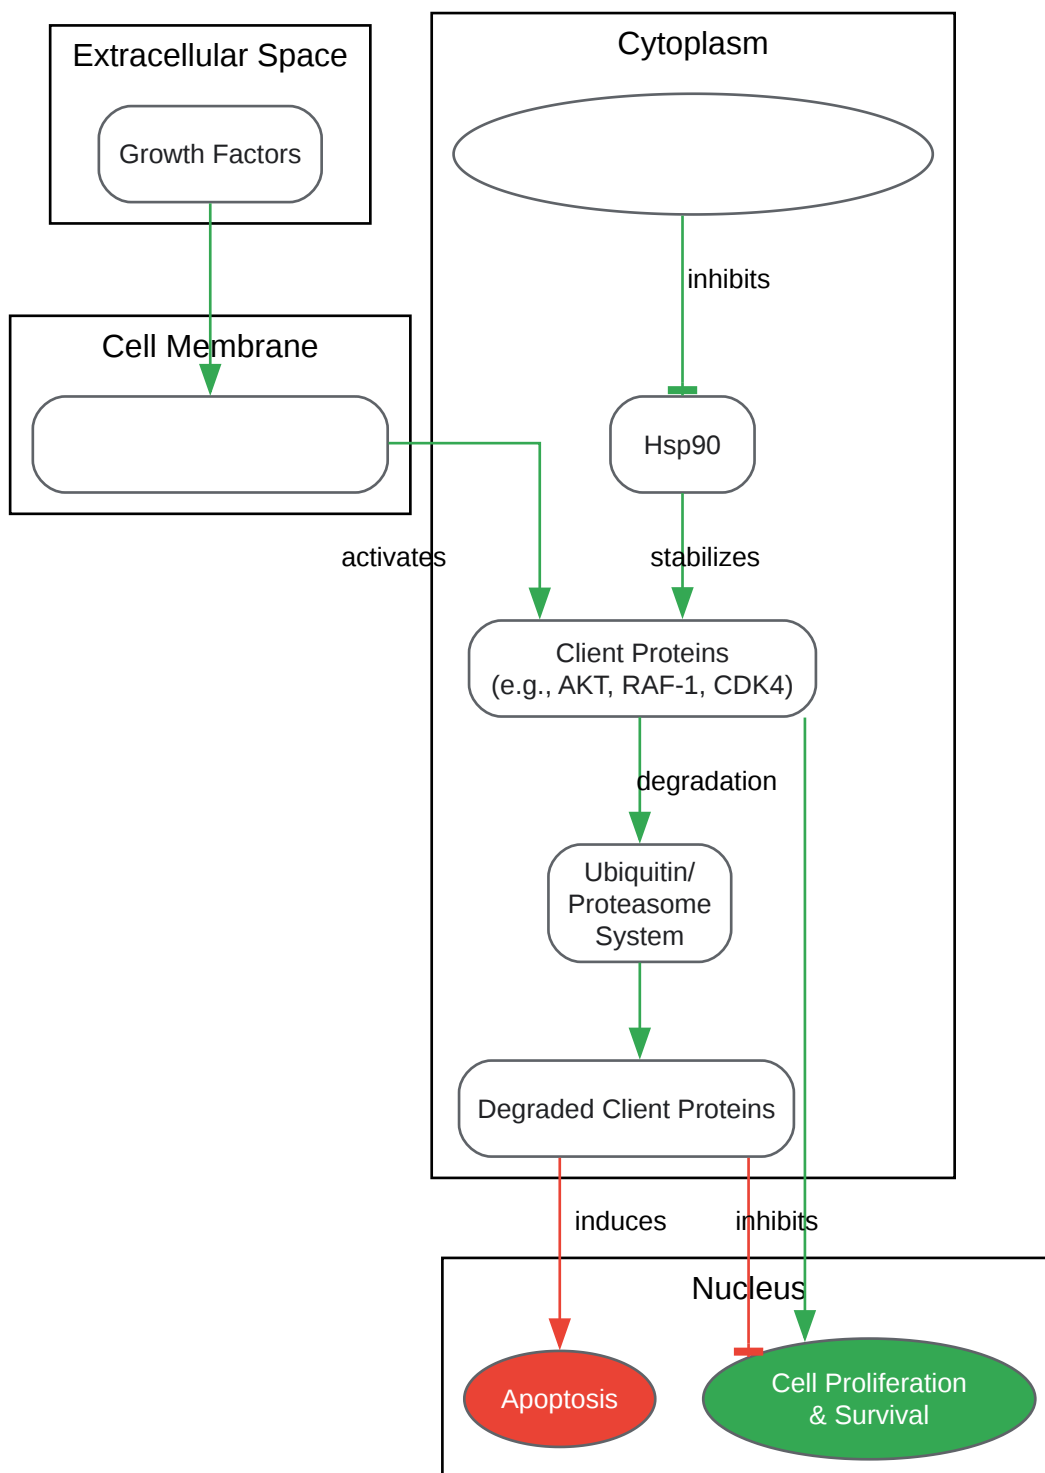 Extracellular Space
Growth Factors
Cytoplasm
inhibits
Cell Membrane
Hsp90
activates
stabilizes
Client Proteins
(e.g., AKT, RAF-1, CDK4)
degradation
Ubiquitin/
Proteasome
System
Degraded Client Proteins
induces
inhibits
Nucleus
Apoptosis
Cell Proliferation
& Survival